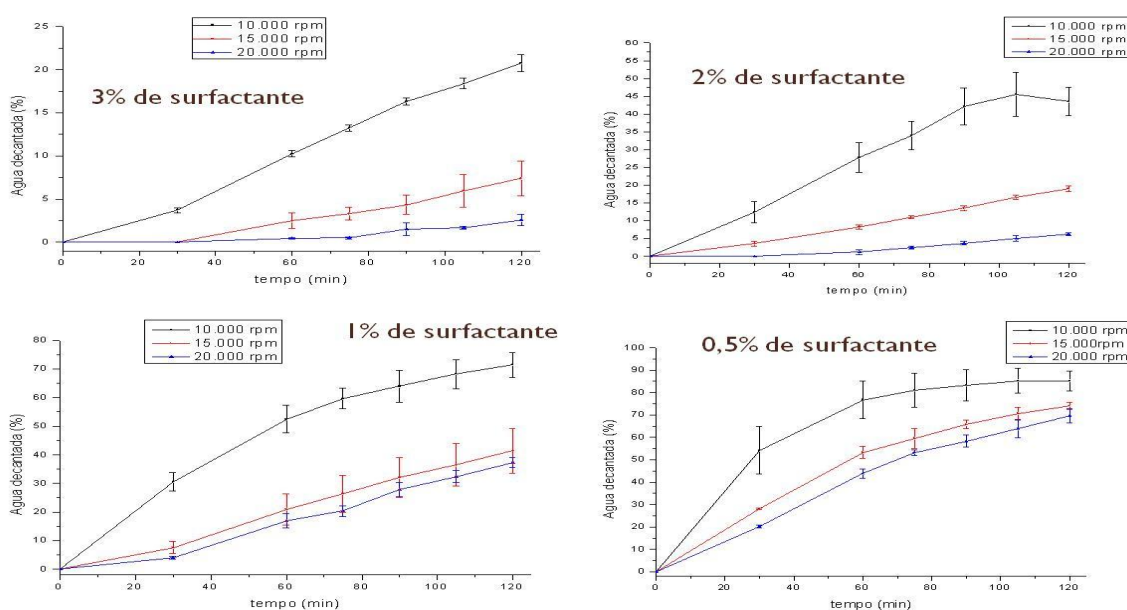 10.000 rpm
15.000 rpm
20.000 rpm
3% de surfactante
Agua decantada (%)
25
20
15
10
5
0
0 20 40 60 80 100 120
tempo (min)
10.000 rpm
15.000 rpm
20.000 rpm
2% de surfactante
Agua decantada (%)
60
55
50
45
40
35
30
25
20
15
10
5
0
0 20 40 60 80 100 120
tempo (min)
10.000 rpm
15.000 rpm
20.000 rpm
1% de surfactante
Agua decantada (%)
80
70
60
50
40
30
20
10
0
0 20 40 60 80 100 120
tempo (min)
10.000 rpm
15.000rpm
20.000 rpm
0,5% de surfactante
Agua decantada (%)
100
90
80
70
60
50
40
30
20
10
0
0 20 40 60 80 100 120
tempo (min)